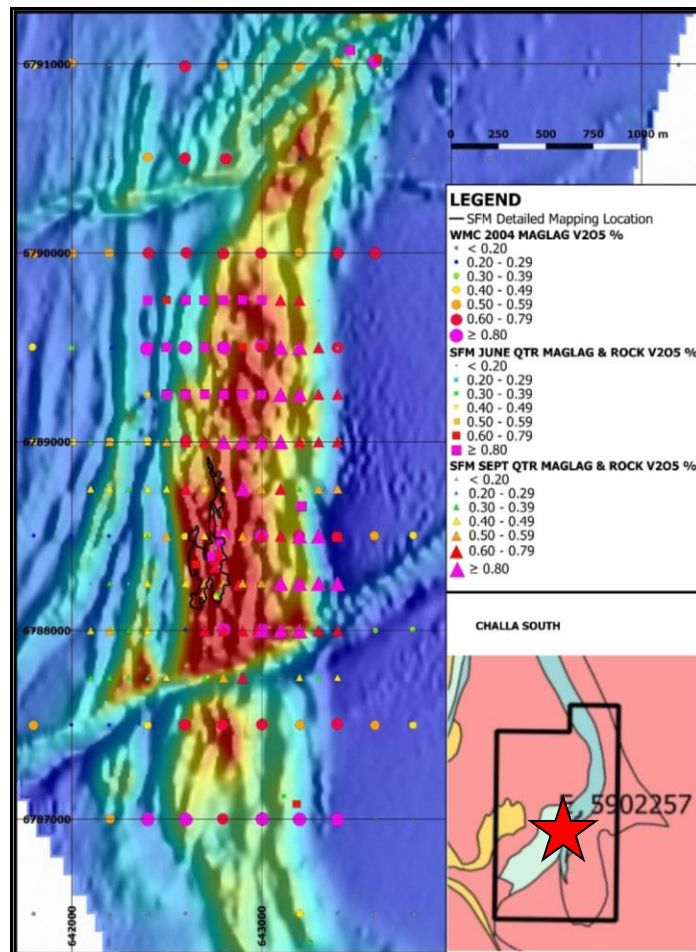 6791000
0 250 500 750 1000 m
LEGEND
SFM Detailed Mapping Location
WMC 2004 MAGLAG V2O5 %
< 0.20
0.20 - 0.29
0.30 - 0.39
0.40 - 0.49
0.50 - 0.59
0.60 - 0.79
≥ 0.80
SFM JUNE QTR MAGLAG & ROCK V2O5 %
< 0.20
0.20 - 0.29
0.30 - 0.39
0.40 - 0.49
0.50 - 0.59
0.60 - 0.79
≥ 0.80
SFM SEPT QTR MAGLAG & ROCK V2O5 %
< 0.20
0.20 - 0.29
0.30 - 0.39
0.40 - 0.49
0.50 - 0.59
0.60 - 0.79
≥ 0.80
6790000
6789000
6788000
6787000
642000
643000
CHALLA SOUTH
5902257